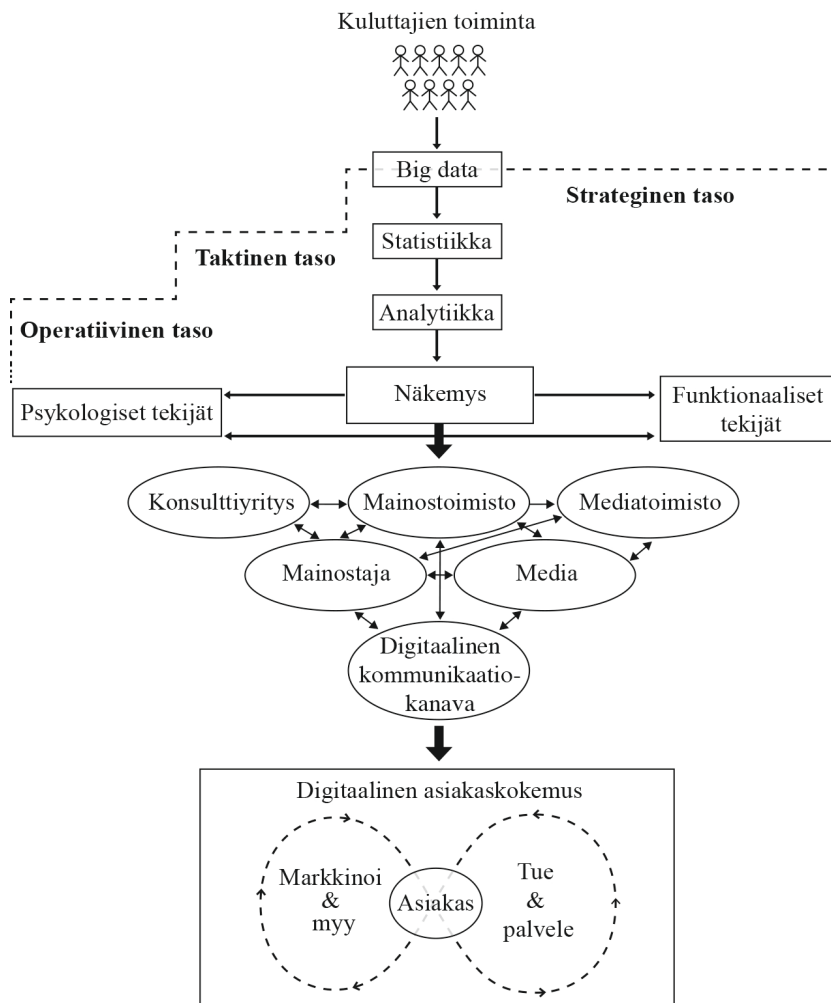 Kuluttajien toiminta
Big data
Strateginen taso
Statistiikka
Taktinen taso
Analytiikka
Operatiivinen taso
Psykologiset tekijät
Näkemys
Funktionaaliset
tekijät
Konsulttiyritys
Mainostoimisto
Mediatoimisto
Mainostaja
Media
Digitaalinen
kommunikaatio-
kanava
Digitaalinen asiakaskokemus
Markkinoi
&
myy
Asiakas
Tue
&
palvele